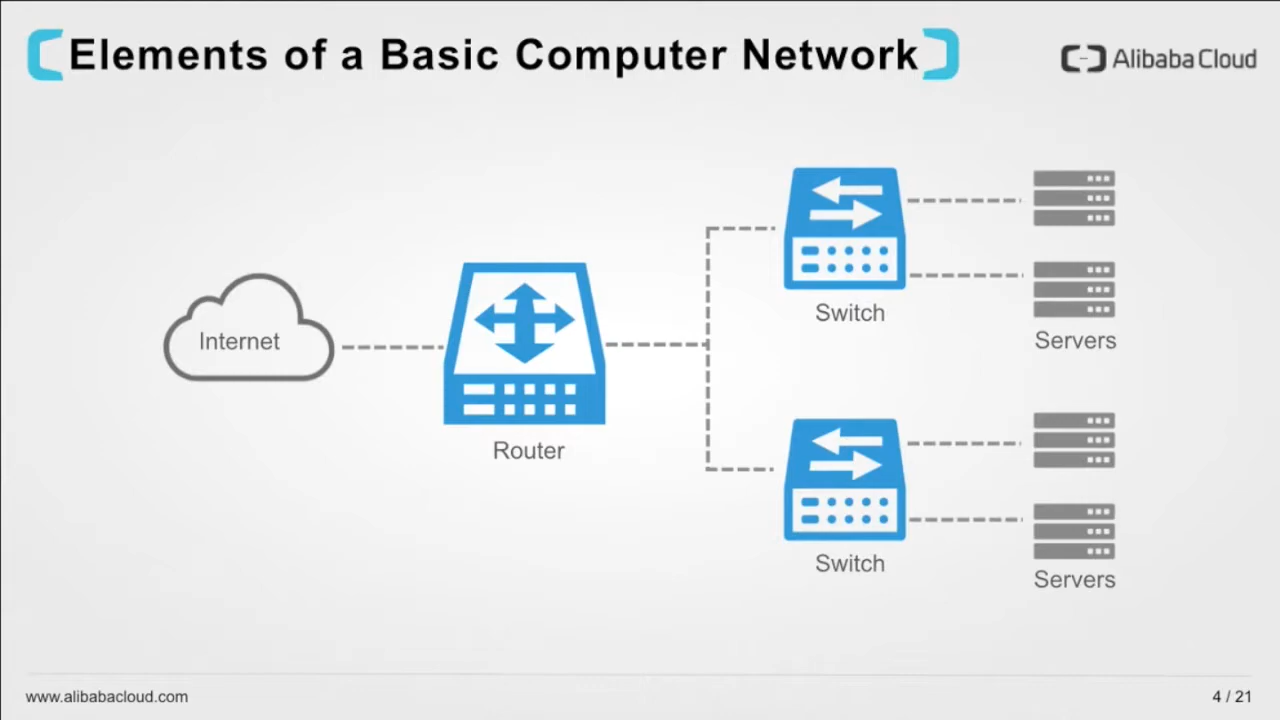 Elements of a Basic Computer Network
Alibaba Cloud
Internet
Router
Switch
Servers
Switch
Servers
www.alibabacloud.com
4 / 21